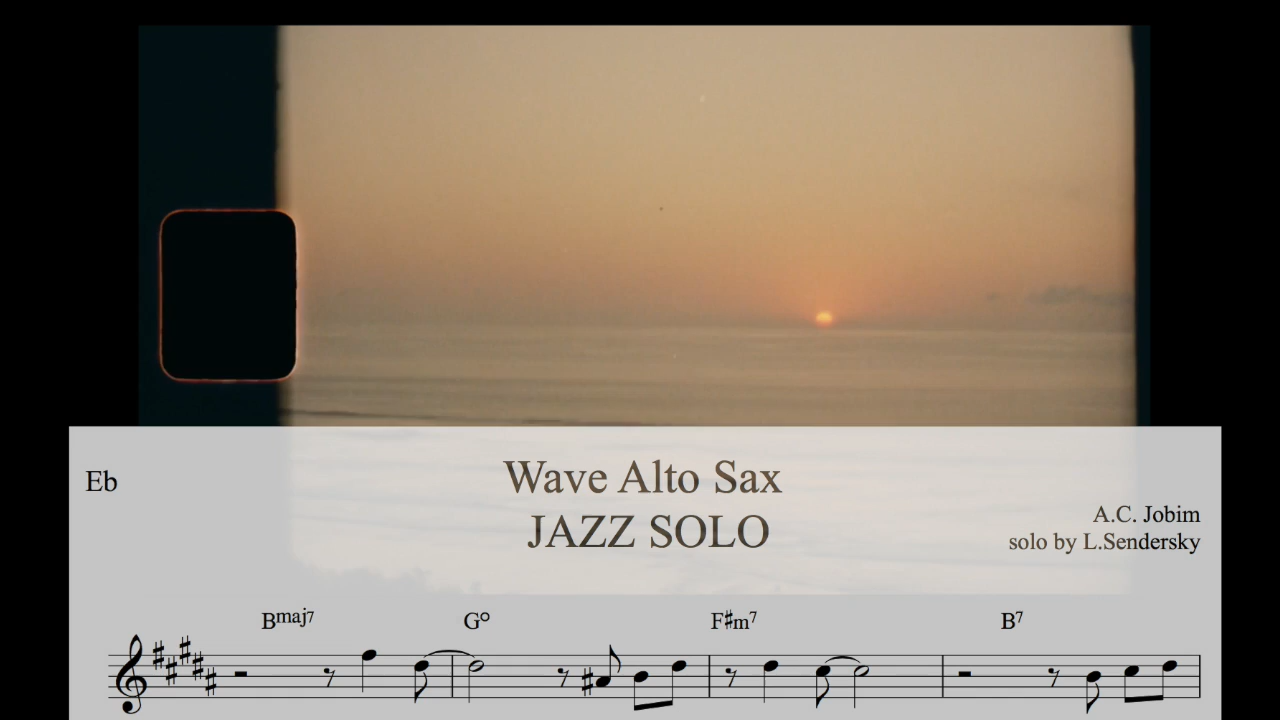 Eb
Wave Alto Sax
JAZZ SOLO
A.C. Jobim
solo by L.Sendersky
Bmaj7 G° F♯m7 B7